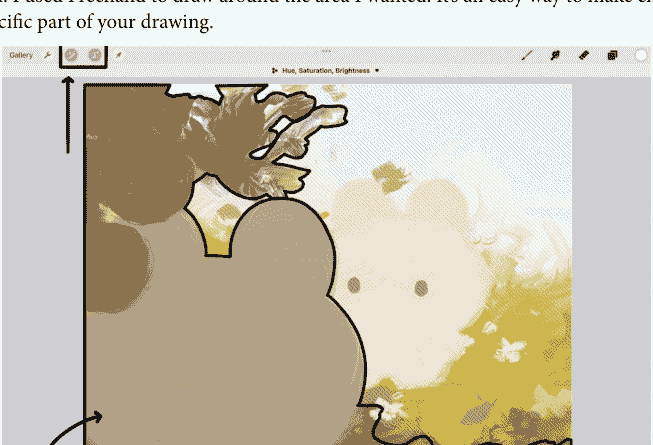 cific part of your drawing.
Gallery
Hue, Saturation, Brightness